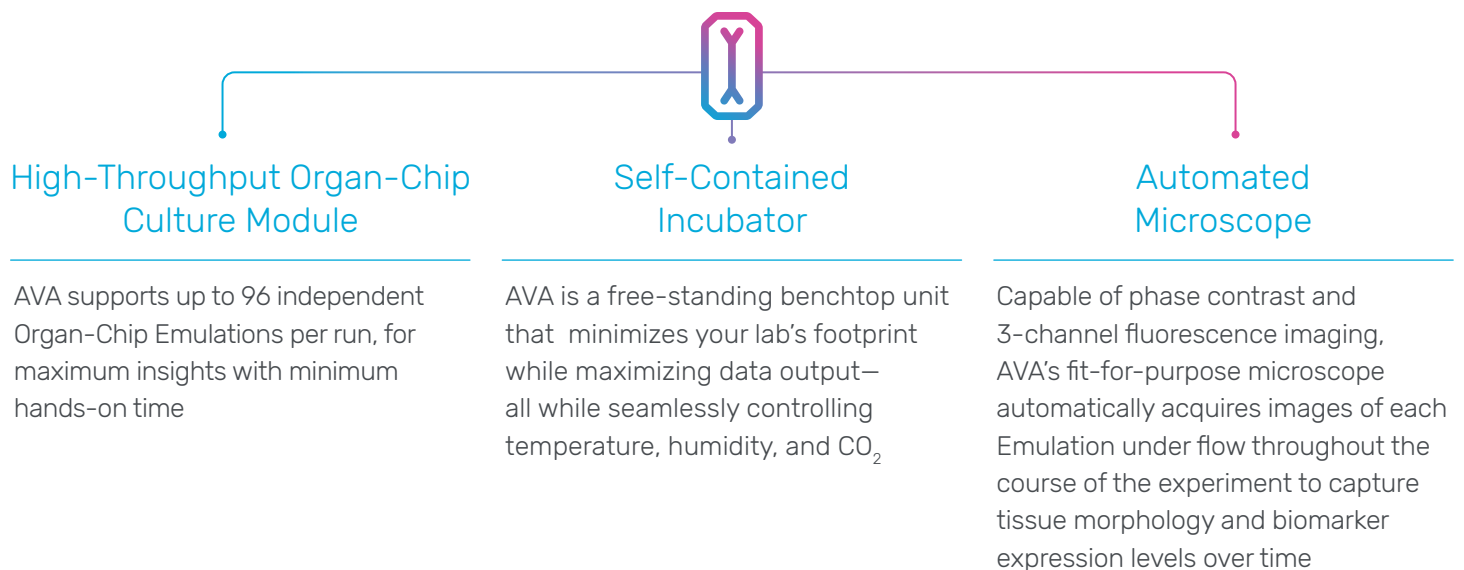 High-Throughput Organ-Chip
Culture Module
AVA supports up to 96 independent
Organ-Chip Emulations per run, for
maximum insights with minimum
hands-on time
Self-Contained
Incubator
AVA is a free-standing benchtop unit
that  minimizes your lab’s footprint
while maximizing data output—
all while seamlessly controlling
temperature, humidity, and CO₂
Automated
Microscope
Capable of phase contrast and
3-channel fluorescence imaging,
AVA’s fit-for-purpose microscope
automatically acquires images of each
Emulation under flow throughout the
course of the experiment to capture
tissue morphology and biomarker
expression levels over time